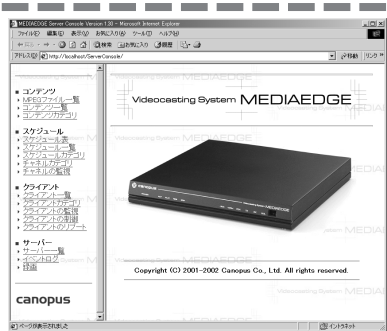 MEDIAEDGE Server Console Version 1.30 - Microsoft Internet Explorer
ファイル(F) 編集(E) 表示(V) お気に入り(A) ツール(T) ヘルプ(H)
検索 お気に入り 履歴
アドレス(D) http://localhost/ServerConsole/ 移動 リンク »
■ コンテンツ
MPEGファイル一覧
コンテンツ一覧
コンテンツカテゴリ
■ スケジュール
スケジュール表
スケジュール一覧
スケジュールカテゴリ
チャネルカテゴリ
チャネルの監視
■ クライアント
クライアント一覧
クライアントカテゴリ
クライアントの監視
クライアントの制御
クライアントのリブート
■ サーバー
サーバー一覧
イベントログ
録画
canopus
Videocasting System MEDIAEDGE
canopus
Copyright (C) 2001-2002 Canopus Co., Ltd. All rights reserved.
ページが表示されました
イントラネット